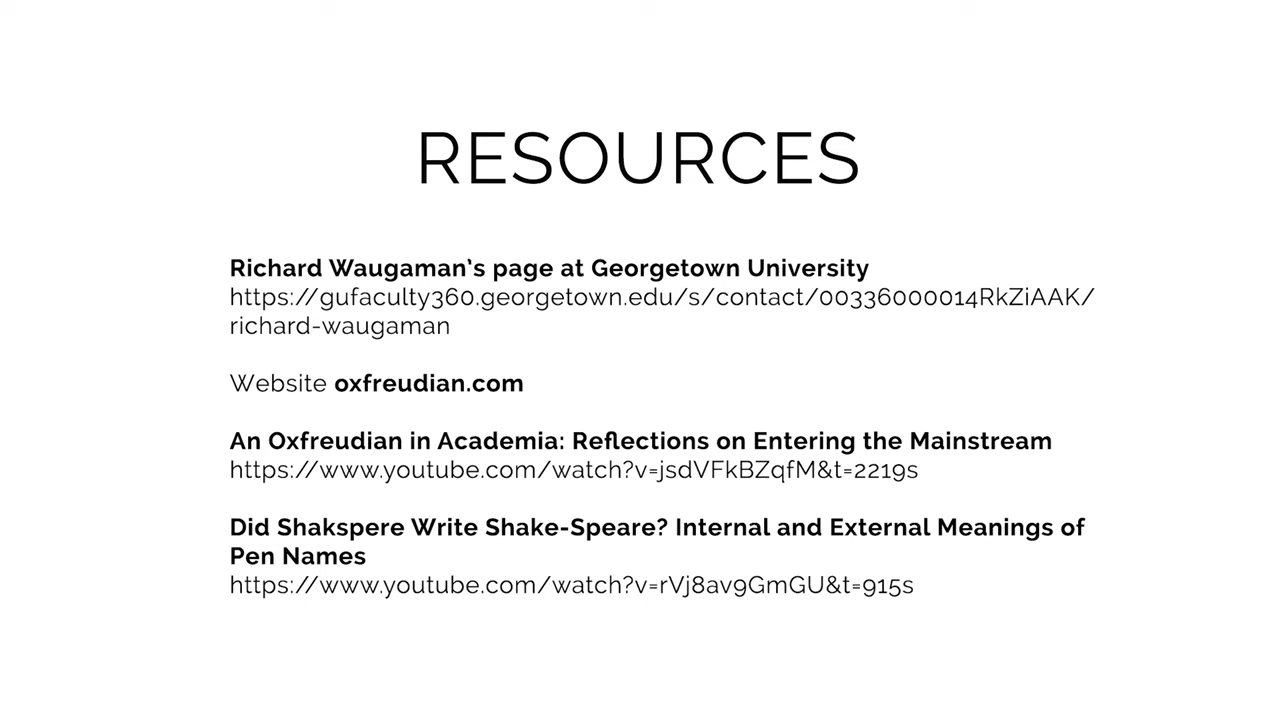 RESOURCES
Richard Waugaman’s page at Georgetown University
https://gufaculty360.georgetown.edu/s/contact/00336000014RkZiAAK/
richard-waugaman
Website oxfreudian.com
An Oxfreudian in Academia: Reflections on Entering the Mainstream
https://www.youtube.com/watch?v=jsdVFkBZqfM&t=2219s
Did Shakspere Write Shake-Speare? Internal and External Meanings of
Pen Names
https://www.youtube.com/watch?v=rVj8av9GmGU&t=915s